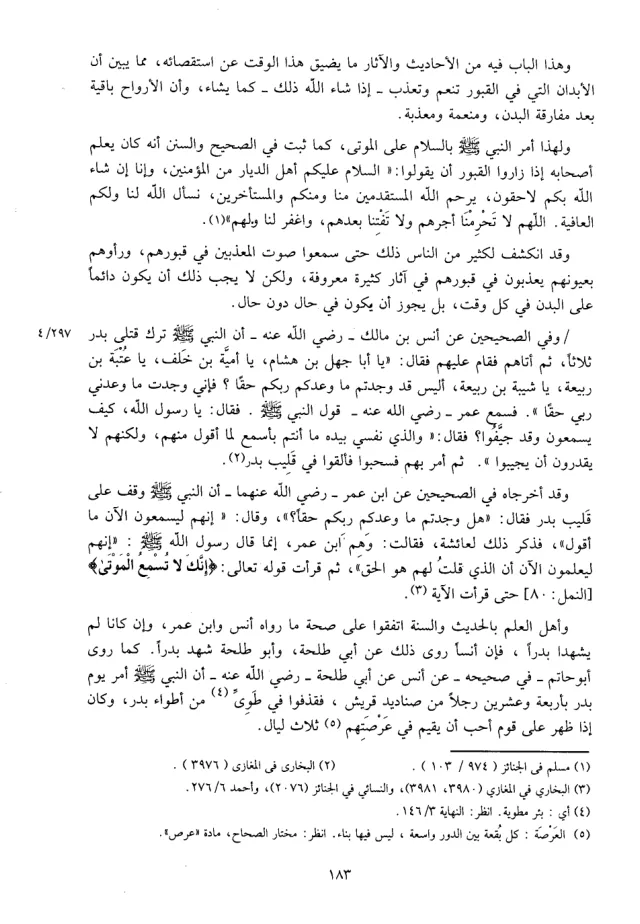 وهذا الباب فيه من الأحاديث والآثار ما يضيق هذا الوقت عن استقصائه، مما يبين أن
الأبدان التي في القبور تنعم وتعذب ـ إذا شاء الله ذلك ـ كما يشاء، وأن الأرواح باقية
بعد مفارقة البدن، ومنعمة ومعذبة.
ولهذا أمر النبي ﷺ بالسلام على الموتى، كما ثبت في الصحيح والسنن أنه كان يعلم
أصحابه إذا زاروا القبور أن يقولوا:« السلام عليكم أهل الديار من المؤمنين، وإنا إن شاء
الله بكم لاحقون، يرحم الله المستقدمين منا ومنكم والمستأخرين، نسأل الله لنا ولكم
العافية. اللهم لا تَحْرِمْنَا أجرهم ولا تَفْتِنا بعدهم، واغفر لنا ولهم»(١).
وقد انكشف لكثير من الناس ذلك حتى سمعوا صوت المعذبين في قبورهم، ورأوهم
بعيونهم يعذبون في قبورهم في آثار كثيرة معروفة، ولكن لا يجب ذلك أن يكون دائماً
على البدن في كل وقت، بل يجوز أن يكون في حال دون حال.
/ وفي الصحيحين عن أنس بن مالك ـ رضي الله عنه ـ أن النبي ﷺ ترك قتلى بدر ٤/٢٩٧
ثلاثاً، ثم أتاهم فقام عليهم فقال: «يا أبا جهل بن هشام، يا أمية بن خَلَف، يا عُتْبَة بن
ربيعة، يا شيبة بن ربيعة، أليس قد وجدتم ما وعدكم ربكم حقًا ؟ فإني وجدت ما وعدني
ربي حقًا ». فسمع عمر ـ رضي الله عنه ـ قول النبي ﷺ . فقال: يا رسول الله، كيف
يسمعون وقد جيَّفُوا؟ فقال:« والذي نفسي بيده ما أنتم بأسمع لما أقول منهم، ولكنهم لا
يقدرون أن يجيبوا ». ثم أمر بهم فسحبوا فألقوا في قَلِيب بدر(٢).
وقد أخرجاه في الصحيحين عن ابن عمر ـ رضي الله عنهما ـ أن النبي ﷺ وقف على
قَلِيب بدر فقال: «هل وجدتم ما وعدكم ربكم حقاً؟»، وقال: « إنهم ليسمعون الآن ما
أقول»، فذكر ذلك لعائشة، فقالت: وَهِمَ ابن عمر، إنما قال رسول الله ﷺ : «إنهم
ليعلمون الآن أن الذي قلتُ لهم هو الحق»، ثم قرأت قوله تعالى:﴿إِنَّكَ لا تُسْمِعُ الْمَوْتَىٰ﴾
[النمل: ٨٠] حتى قرأت الآية (٣).
وأهل العلم بالحديث والسنة اتفقوا على صحة ما رواه أنس وابن عمر، وإن كانا لم
يشهدا بدراً ، فإن أنساً روى ذلك عن أبي طلحة، وأبو طلحة شهد بدراً. كما روى
أبوحاتم ـ في صحيحه ـ عن أنس عن أبي طلحة ـ رضي الله عنه ـ أن النبي ﷺ أمر يوم
بدر بأربعة وعشرين رجلاً من صناديد قريش ، فقذفوا في طَوِىٍّ (٤) من أطواء بدر، وكان
إذا ظهر على قوم أحب أن يقيم في عَرْصَتِهم (٥) ثلاث ليال.
(١) مسلم فى الجنائز (٩٧٤ / ١٠٣ ) . (٢) البخارى فى المغازى (٣٩٧٦ ) .
(٣) البخاري في المغازي (٣٩٨٠، ٣٩٨١)، والنسائي في الجنائز (٢٠٧٦)، وأحمد ٢٧٦/٦.
(٤) أي : بئر مطوية. انظر: النهاية ١٤٦/٣.
(٥) العَرْصَة : كل بُقعة بين الدور واسعة ، ليس فيها بناء. انظر: مختار الصحاح، مادة «عرص».
١٨٣